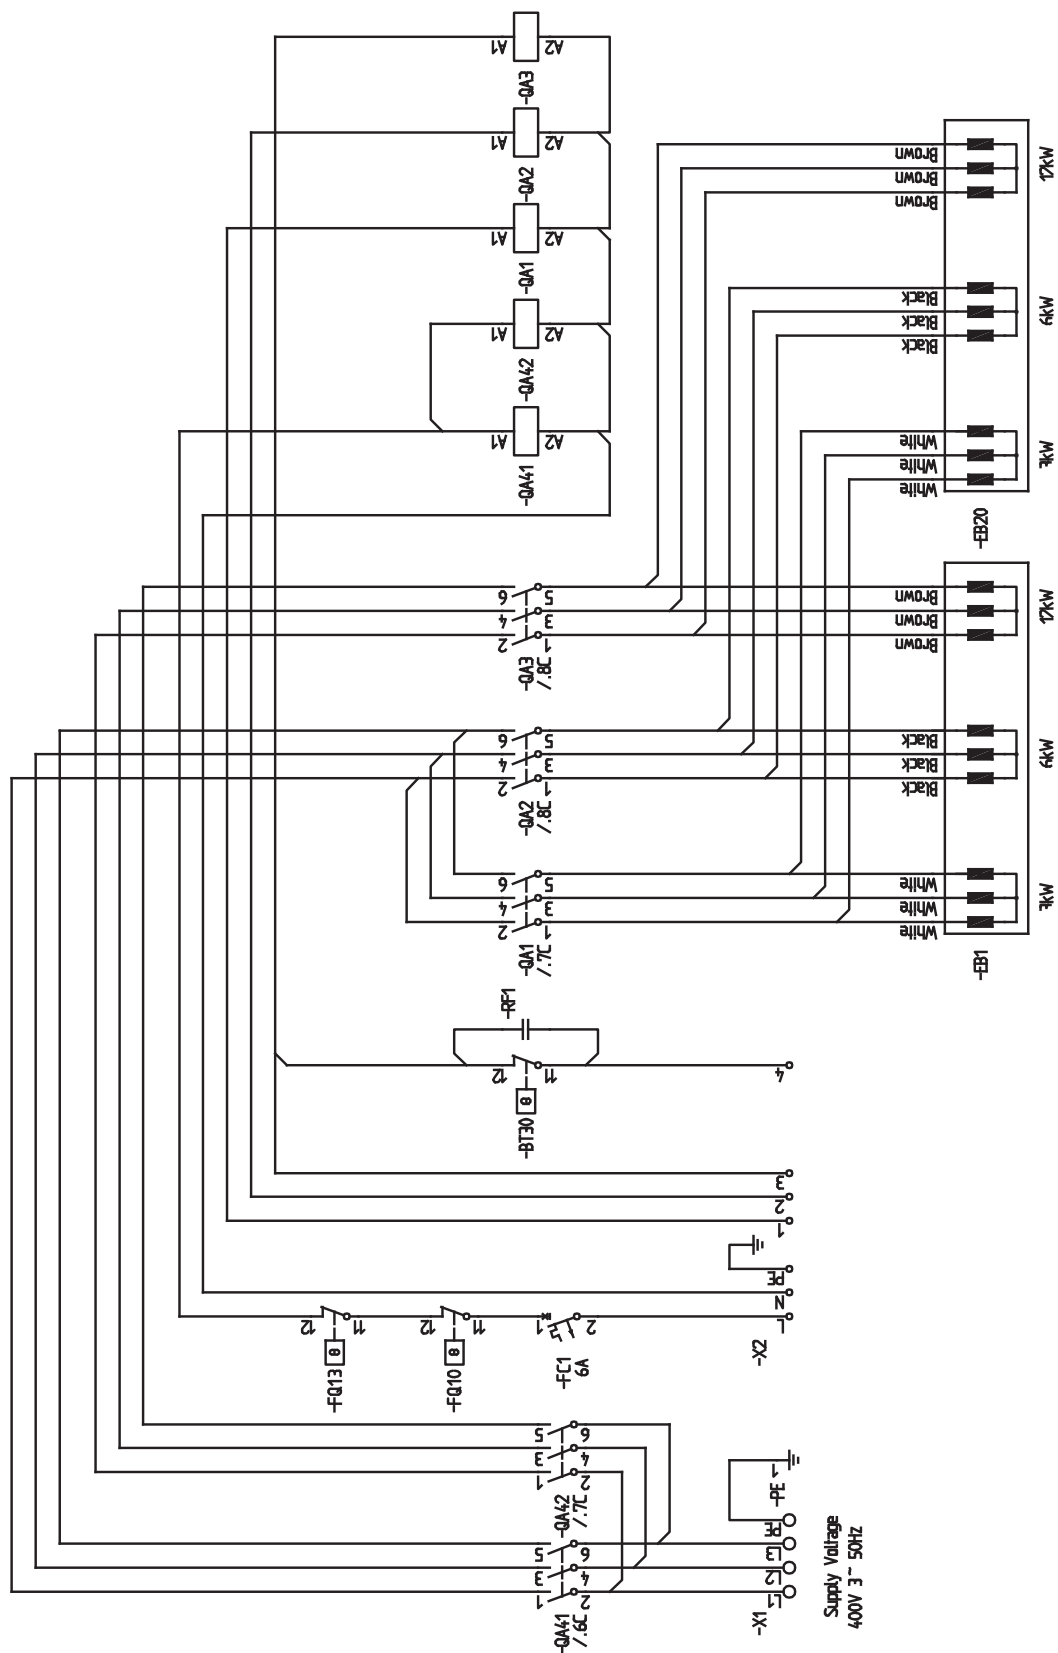 A1 A2
-QA3
A1 A2
-QA2
A1 A2
-QA1
A1 A2
-QA42
A1 A2
-QA41
Brown
Brown
Brown
12kW
Black
Black
Black
6kW
White
White
White
7kW
-EB20
6 5
4 3
2 1
-QA3
/.8C
Brown
Brown
Brown
12kW
6 5
4 3
2 1
-QA2
/.8C
Black
Black
Black
6kW
6 5
4 3
2 1
-QA1
/.7C
White
White
White
7kW
-EB1
-RF1
12 11
4
θ
-BT30
3
2
1
PE
N
L
-X2
12 11
θ
-FQ13
12 11
θ
-FQ10
1 2
-FC1
6A
5 6
3 4
1 2
-QA42
/.7C
5 6
3 4
1 2
-QA41
/.6C
1
-PE
PE
L3
L2
L1
-X1
Supply Voltage
400V 3~ 50Hz